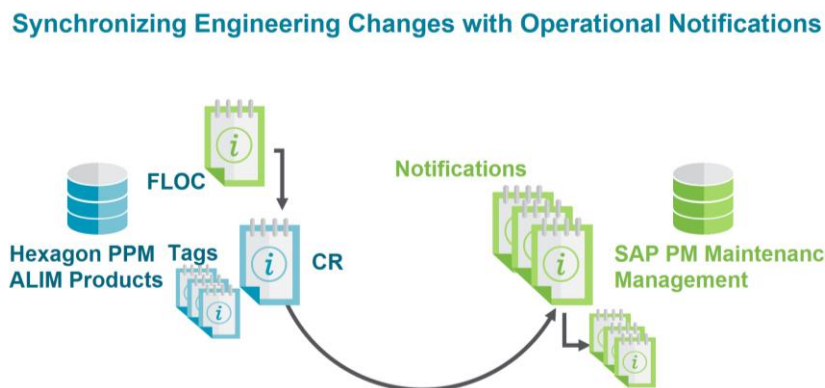 Synchronizing Engineering Changes with Operational Notifications
FLOC
Notifications
Hexagon PPM
ALIM Products
Tags
CR
SAP PM Maintenanc
Management
i
i
i
i
i